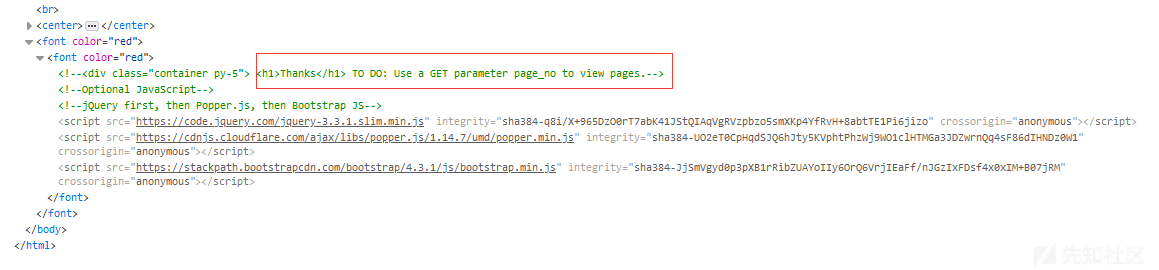 <br>
<center>⋯</center>
<font color="red">
<font color="red">
<!--<div class="container py-5"> <h1>Thanks</h1> TO DO: Use a GET parameter page_no to view pages.-->
<!--Optional JavaScript-->
<!--jQuery first, then Popper.js, then Bootstrap JS-->
<script src="https://code.jquery.com/jquery-3.3.1.slim.min.js" integrity="sha384-q8i/X+965DzO0rT7abK41JStQIAqVgRVzpbzo5smXKp4YfRvH+8abtTE1Pi6jizo" crossorigin="anonymous"></script>
<script src="https://cdnjs.cloudflare.com/ajax/libs/popper.js/1.14.7/umd/popper.min.js" integrity="sha384-UO2eT0CpHqdSJQ6hJty5KVphtPhzWj9WO1clHTMGa3JDZwrnQq4sF86dIHNDz0W1"
crossorigin="anonymous"></script>
<script src="https://stackpath.bootstrapcdn.com/bootstrap/4.3.1/js/bootstrap.min.js" integrity="sha384-JjSmVgyd0p3pXB1rRibZUAYoIIy6OrQ6VrjIEaFf/nJGzIxFDsf4x0xIM+B07jRM"
crossorigin="anonymous"></script>
</font>
</font>
</body>
</html>
先知社区